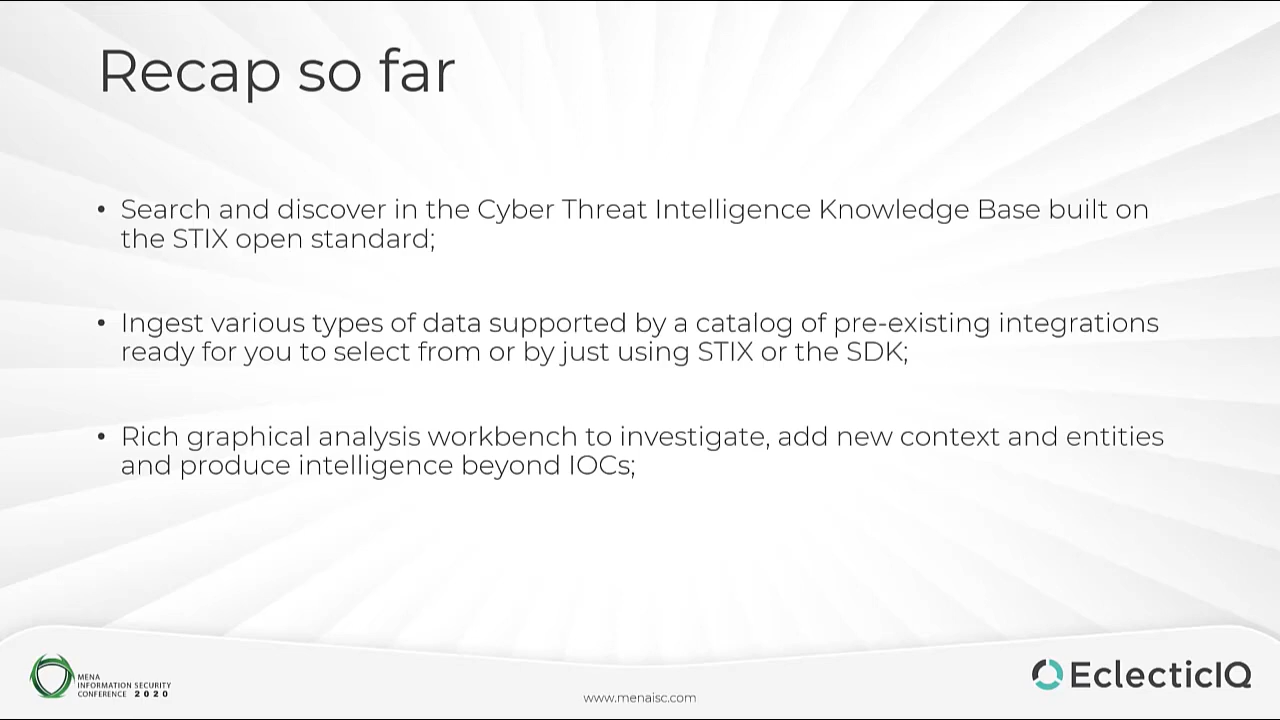 Recap so far
• Search and discover in the Cyber Threat Intelligence Knowledge Base built on
the STIX open standard;
• Ingest various types of data supported by a catalog of pre-existing integrations
ready for you to select from or by just using STIX or the SDK;
• Rich graphical analysis workbench to investigate, add new context and entities
and produce intelligence beyond IOCs;
MENA
INFORMATION SECURITY
CONFERENCE 2020
www.menaisc.com
EclecticIQ